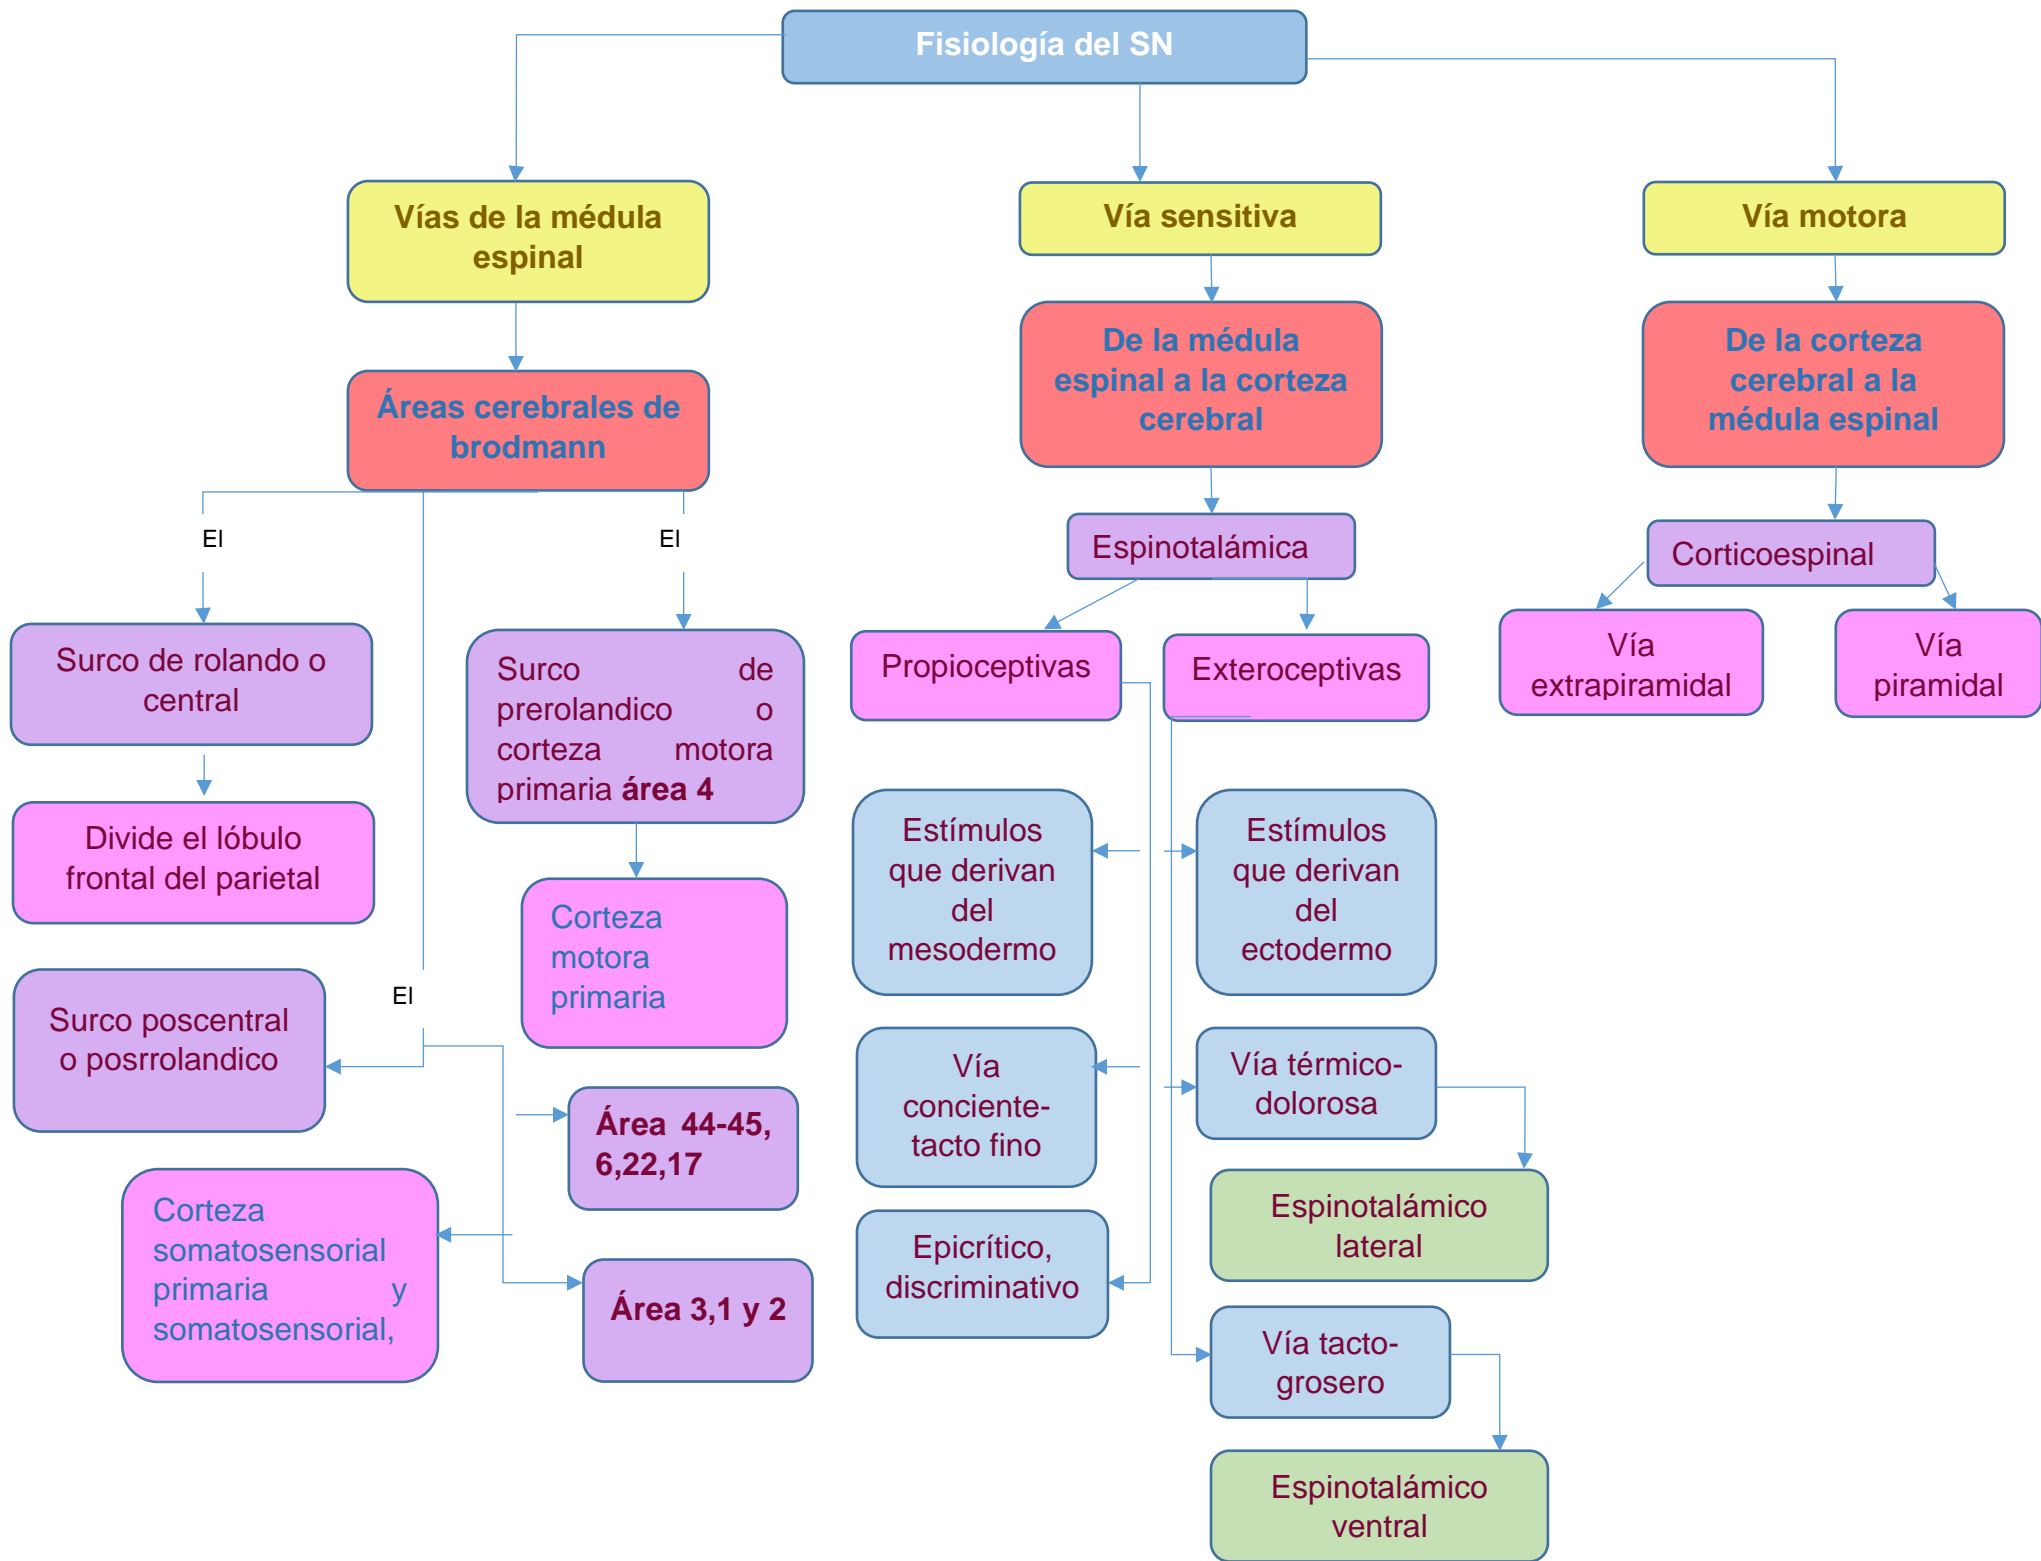 Fisiología del SN
Vías de la médula
espinal
Vía sensitiva
Vía motora
Áreas cerebrales de
brodmann
De la médula
espinal a la corteza
cerebral
De la corteza
cerebral a la
médula espinal
El
El
Espinotalámica
Corticoespinal
Surco de rolando o
central
Surco de
prerolandico o
corteza motora
primaria área 4
Propioceptivas
Exteroceptivas
Vía
extrapiramidal
Vía
piramidal
Divide el lóbulo
frontal del parietal
Corteza
motora
primaria
Estímulos
que derivan
del
mesodermo
Estímulos
que derivan
del
ectodermo
El
Surco poscentral
o posrrolandico
Área 44-45,
6,22,17
Vía
conciente-
tacto fino
Vía térmico-
dolorosa
Corteza
somatosensorial
primaria y
somatosensorial,
Área 3,1 y 2
Epicrítico,
discriminativo
Espinotalámico
lateral
Vía tacto-
grosero
Espinotalámico
ventral